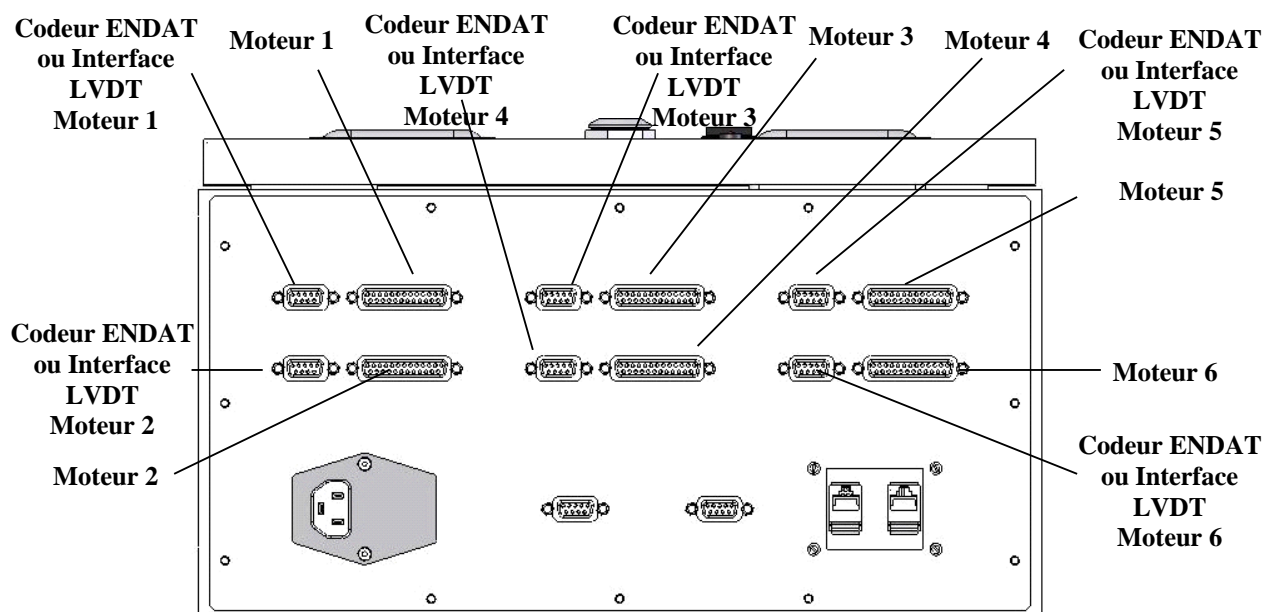 Codeur ENDAT
ou Interface
LVDT
Moteur 1
Moteur 1
Codeur ENDAT
ou Interface
LVDT
Moteur 4
Codeur ENDAT
ou Interface
LVDT
Moteur 3
Moteur 3
Moteur 4
Codeur ENDAT
ou Interface
LVDT
Moteur 5
Moteur 5
Codeur ENDAT
ou Interface
LVDT
Moteur 2
Moteur 2
Moteur 6
Codeur ENDAT
ou Interface
LVDT
Moteur 6